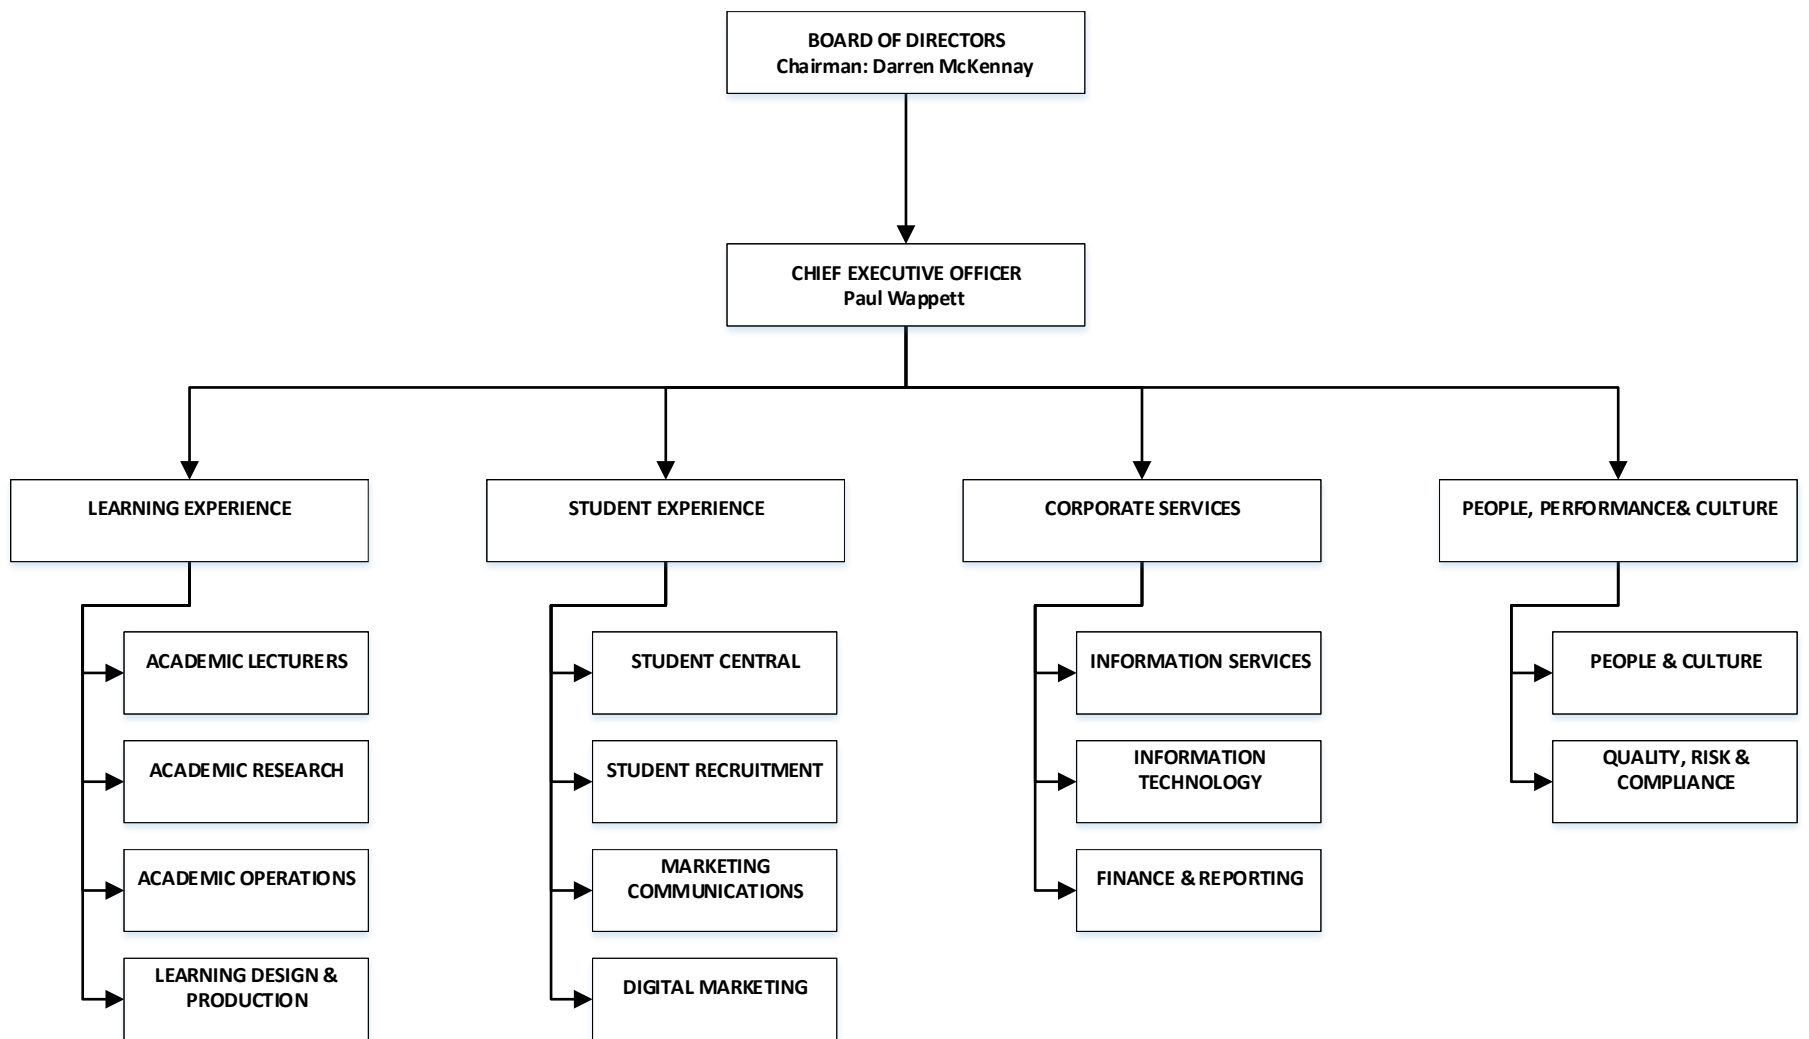 BOARD OF DIRECTORS
Chairman: Darren McKennay
CHIEF EXECUTIVE OFFICER
Paul Wappett
LEARNING EXPERIENCE
STUDENT EXPERIENCE
CORPORATE SERVICES
PEOPLE, PERFORMANCE& CULTURE
ACADEMIC LECTURERS
ACADEMIC RESEARCH
ACADEMIC OPERATIONS
LEARNING DESIGN &
PRODUCTION
STUDENT CENTRAL
STUDENT RECRUITMENT
MARKETING
COMMUNICATIONS
DIGITAL MARKETING
INFORMATION SERVICES
INFORMATION
TECHNOLOGY
FINANCE & REPORTING
PEOPLE & CULTURE
QUALITY, RISK &
COMPLIANCE